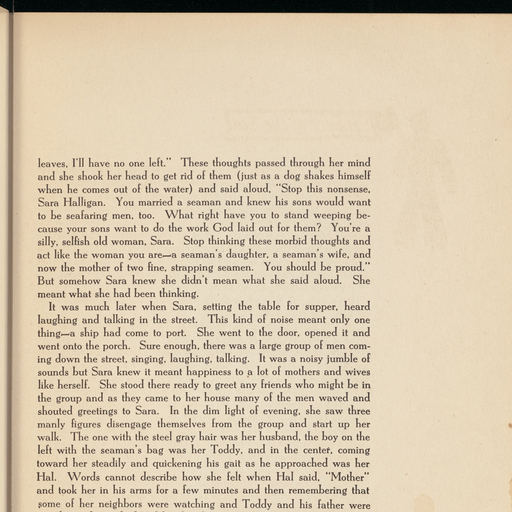 leaves, I'll have no one left.” These thoughts passed through her mind
and she shook her head to get rid of them (just as a dog shakes himself
when he comes out of the water) and said aloud, “Stop this nonsense,
Sara Halligan. You married a seaman and knew his sons would want
to be seafaring men, too. What right have you to stand weeping be-
cause your sons want to do the work God laid out for them? You're a
silly, selfish old woman, Sara. Stop thinking these morbid thoughts and
act like the woman you are—a seaman's daughter, a seaman's wife, and
now the mother of two fine, strapping seamen. You should be proud.”
But somehow Sara knew she didn't mean what she said aloud. She
meant what she had been thinking.
It was much later when Sara, setting the table for supper, heard
laughing and talking in the street. This kind of noise meant only one
thing—a ship had come to port. She went to the door, opened it and
went onto the porch. Sure enough, there was a large group of men com-
ing down the street, singing, laughing, talking. It was a noisy jumble of
sounds but Sara knew it meant happiness to a lot of mothers and wives
like herself. She stood there ready to greet any friends who might be in
the group and as they came to her house many of the men waved and
shouted greetings to Sara. In the dim light of evening, she saw three
manly figures disengage themselves from the group and start up her
walk. The one with the steel gray hair was her husband, the boy on the
left with the seaman's bag was her Toddy, and in the center, coming
toward her steadily and quickening his gait as he approached was her
Hal. Words cannot describe how she felt when Hal said, “Mother”
and took her in his arms for a few minutes and then remembering that
some of her neighbors were watching and Toddy and his father were